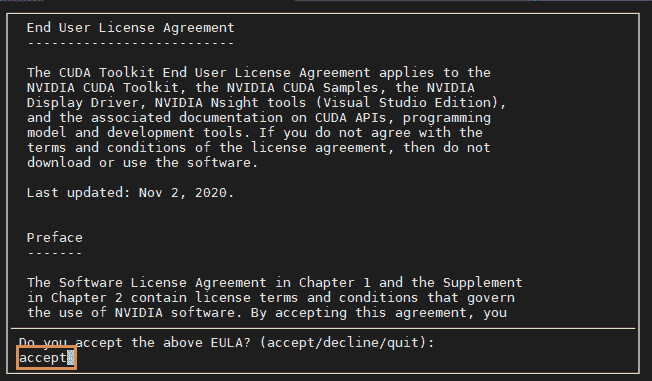 End User License Agreement
--------------------------
The CUDA Toolkit End User License Agreement applies to the
NVIDIA CUDA Toolkit, the NVIDIA CUDA Samples, the NVIDIA
Display Driver, NVIDIA Nsight tools (Visual Studio Edition),
and the associated documentation on CUDA APIs, programming
model and development tools. If you do not agree with the
terms and conditions of the license agreement, then do not
download or use the software.
Last updated: Nov 2, 2020.
Preface
-------
The Software License Agreement in Chapter 1 and the Supplement
in Chapter 2 contain license terms and conditions that govern
the use of NVIDIA software. By accepting this agreement, you
Do you accept the above EULA? (accept/decline/quit):
accept